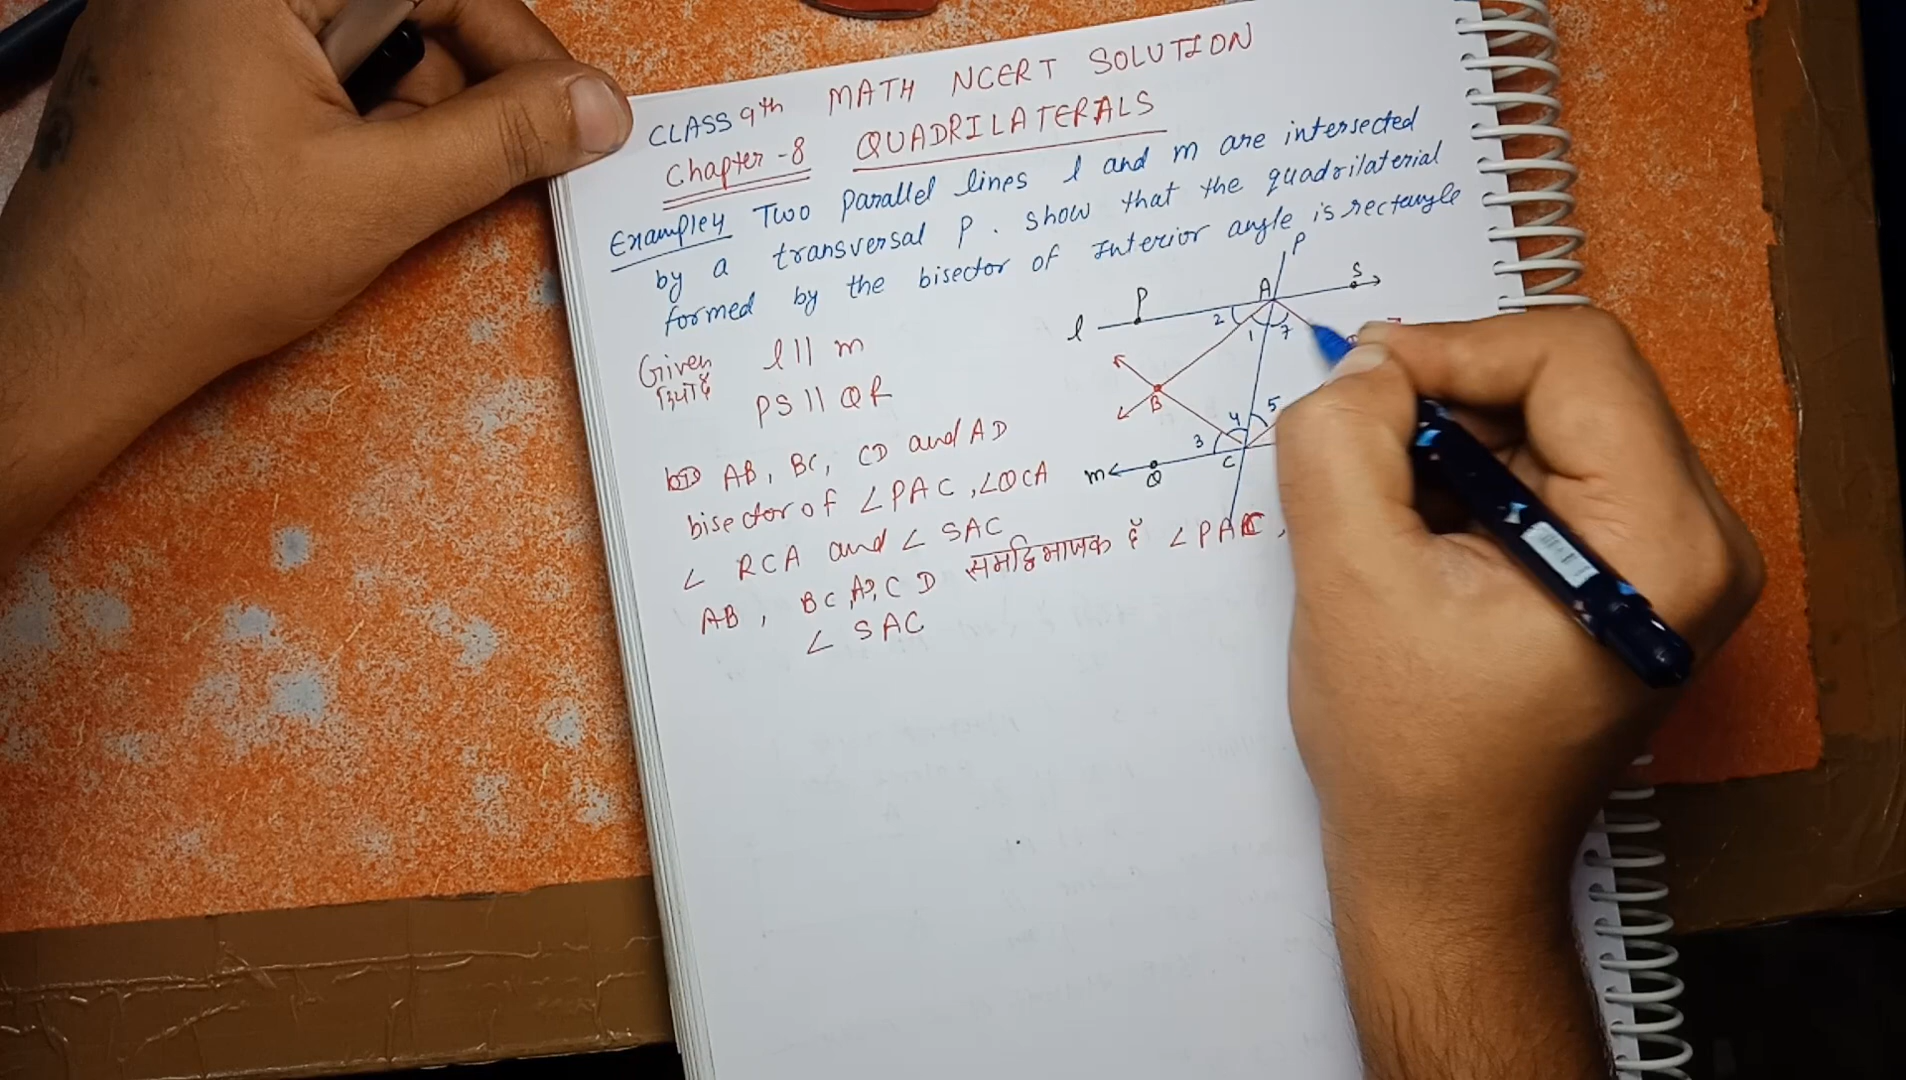 CLASS 9th MATH NCERT SOLUTION
Chapter -8 QUADRILATERALS
Example4 Two parallel lines l and m are intersected
by a transversal P. show that the quadrilaterial
formed by the bisector of Interior angle is rectangle
P
S
A
P
l
2
1
7
Given l || m
PS || QR
B
5
4
3
C
m
Q
AB, BC, CD and AD
bisector of ∠PAC, ∠QCA
∠ RCA and ∠ SAC
AB, BC, AD, CD समद्विभाजक हैं ∠PAC,
∠ SAC